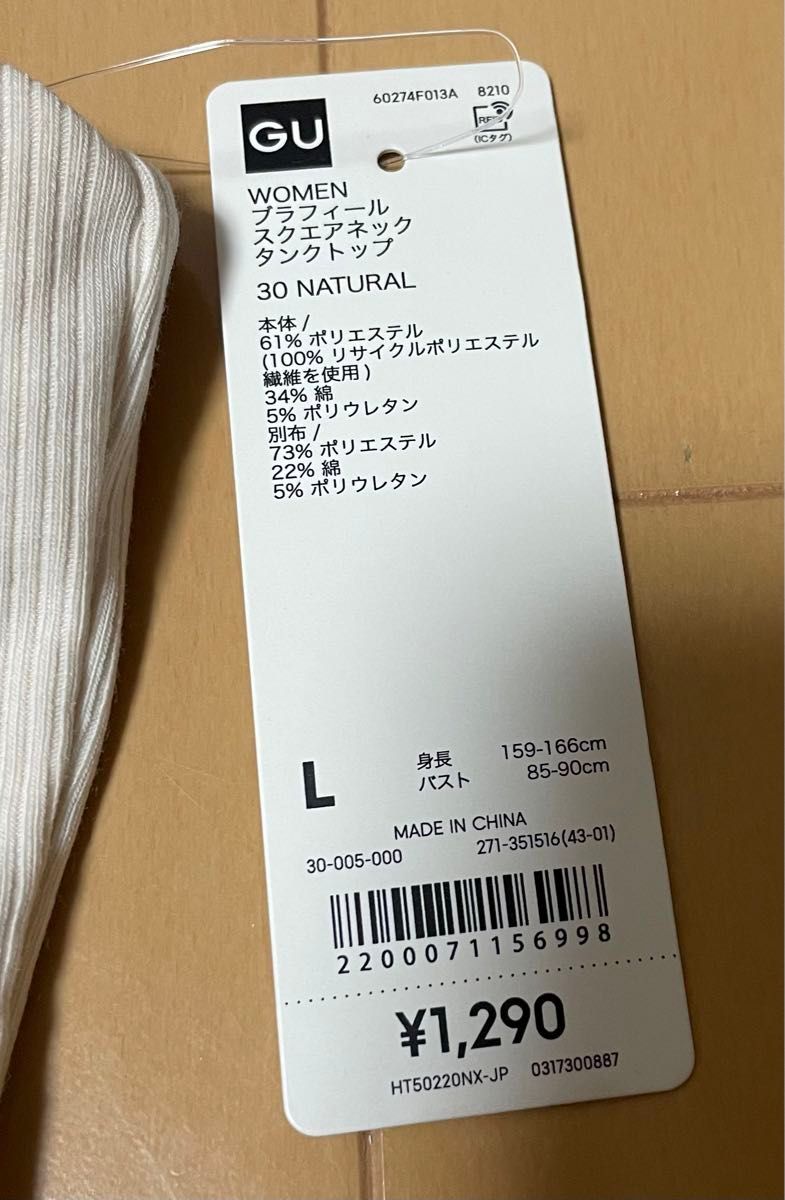 60274F013A 8210
GU
RFID
(ICタグ)
WOMEN
ブラフィール
スクエアネック
タンクトップ
30 NATURAL
本体 /
61% ポリエステル
(100% リサイクルポリエステル
繊維を使用 )
34% 綿
5% ポリウレタン
別布 /
73% ポリエステル
22% 綿
5% ポリウレタン
L
身長 159-166cm
バスト 85-90cm
MADE IN CHINA
30-005-000 271-351516(43-01)
2200071156998
¥1,290
HT50220NX-JP 0317300887